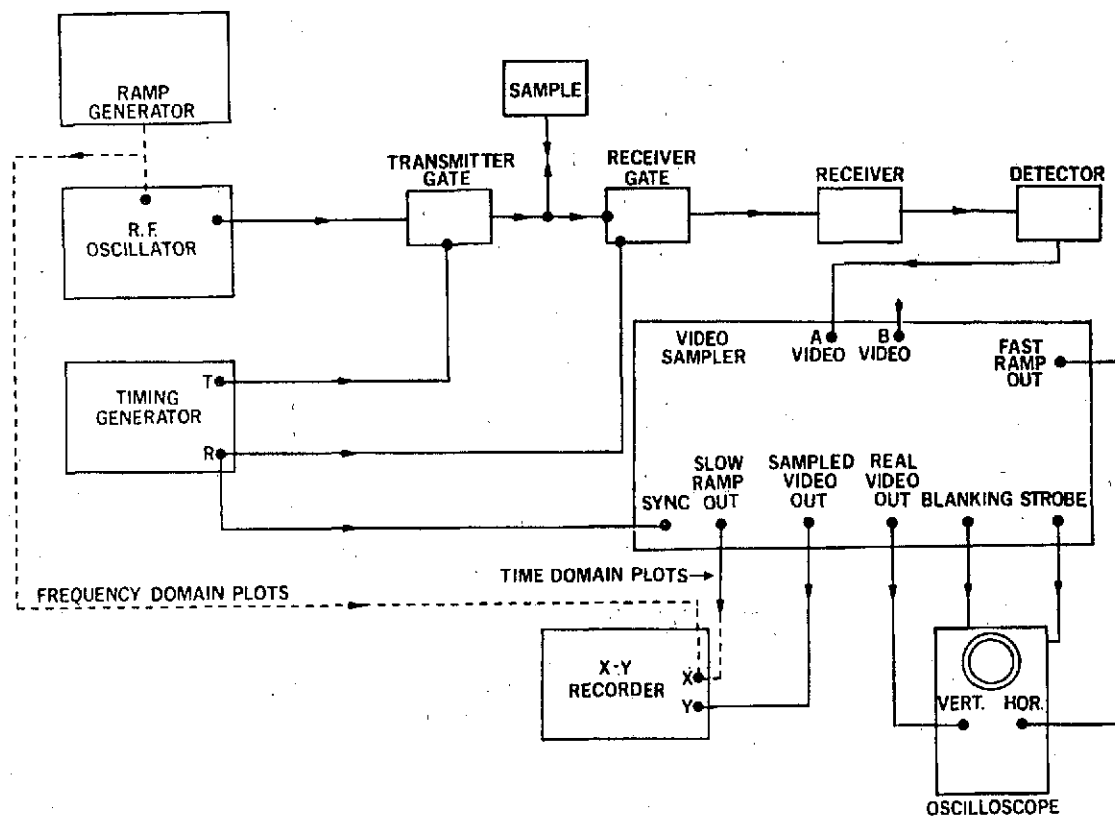 RAMP
GENERATOR
SAMPLE
TRANSMITTER
GATE
RECEIVER
GATE
RECEIVER
DETECTOR
R.F.
OSCILLATOR
VIDEO
SAMPLER
A
VIDEO
B
VIDEO
FAST
RAMP
OUT
T
TIMING
GENERATOR
R
SYNC
SLOW
RAMP
OUT
SAMPLED
VIDEO
OUT
REAL
VIDEO
OUT
BLANKING
STROBE
TIME DOMAIN PLOTS
FREQUENCY DOMAIN PLOTS
X-Y
RECORDER
X
Y
VERT.
HOR.
OSCILLOSCOPE